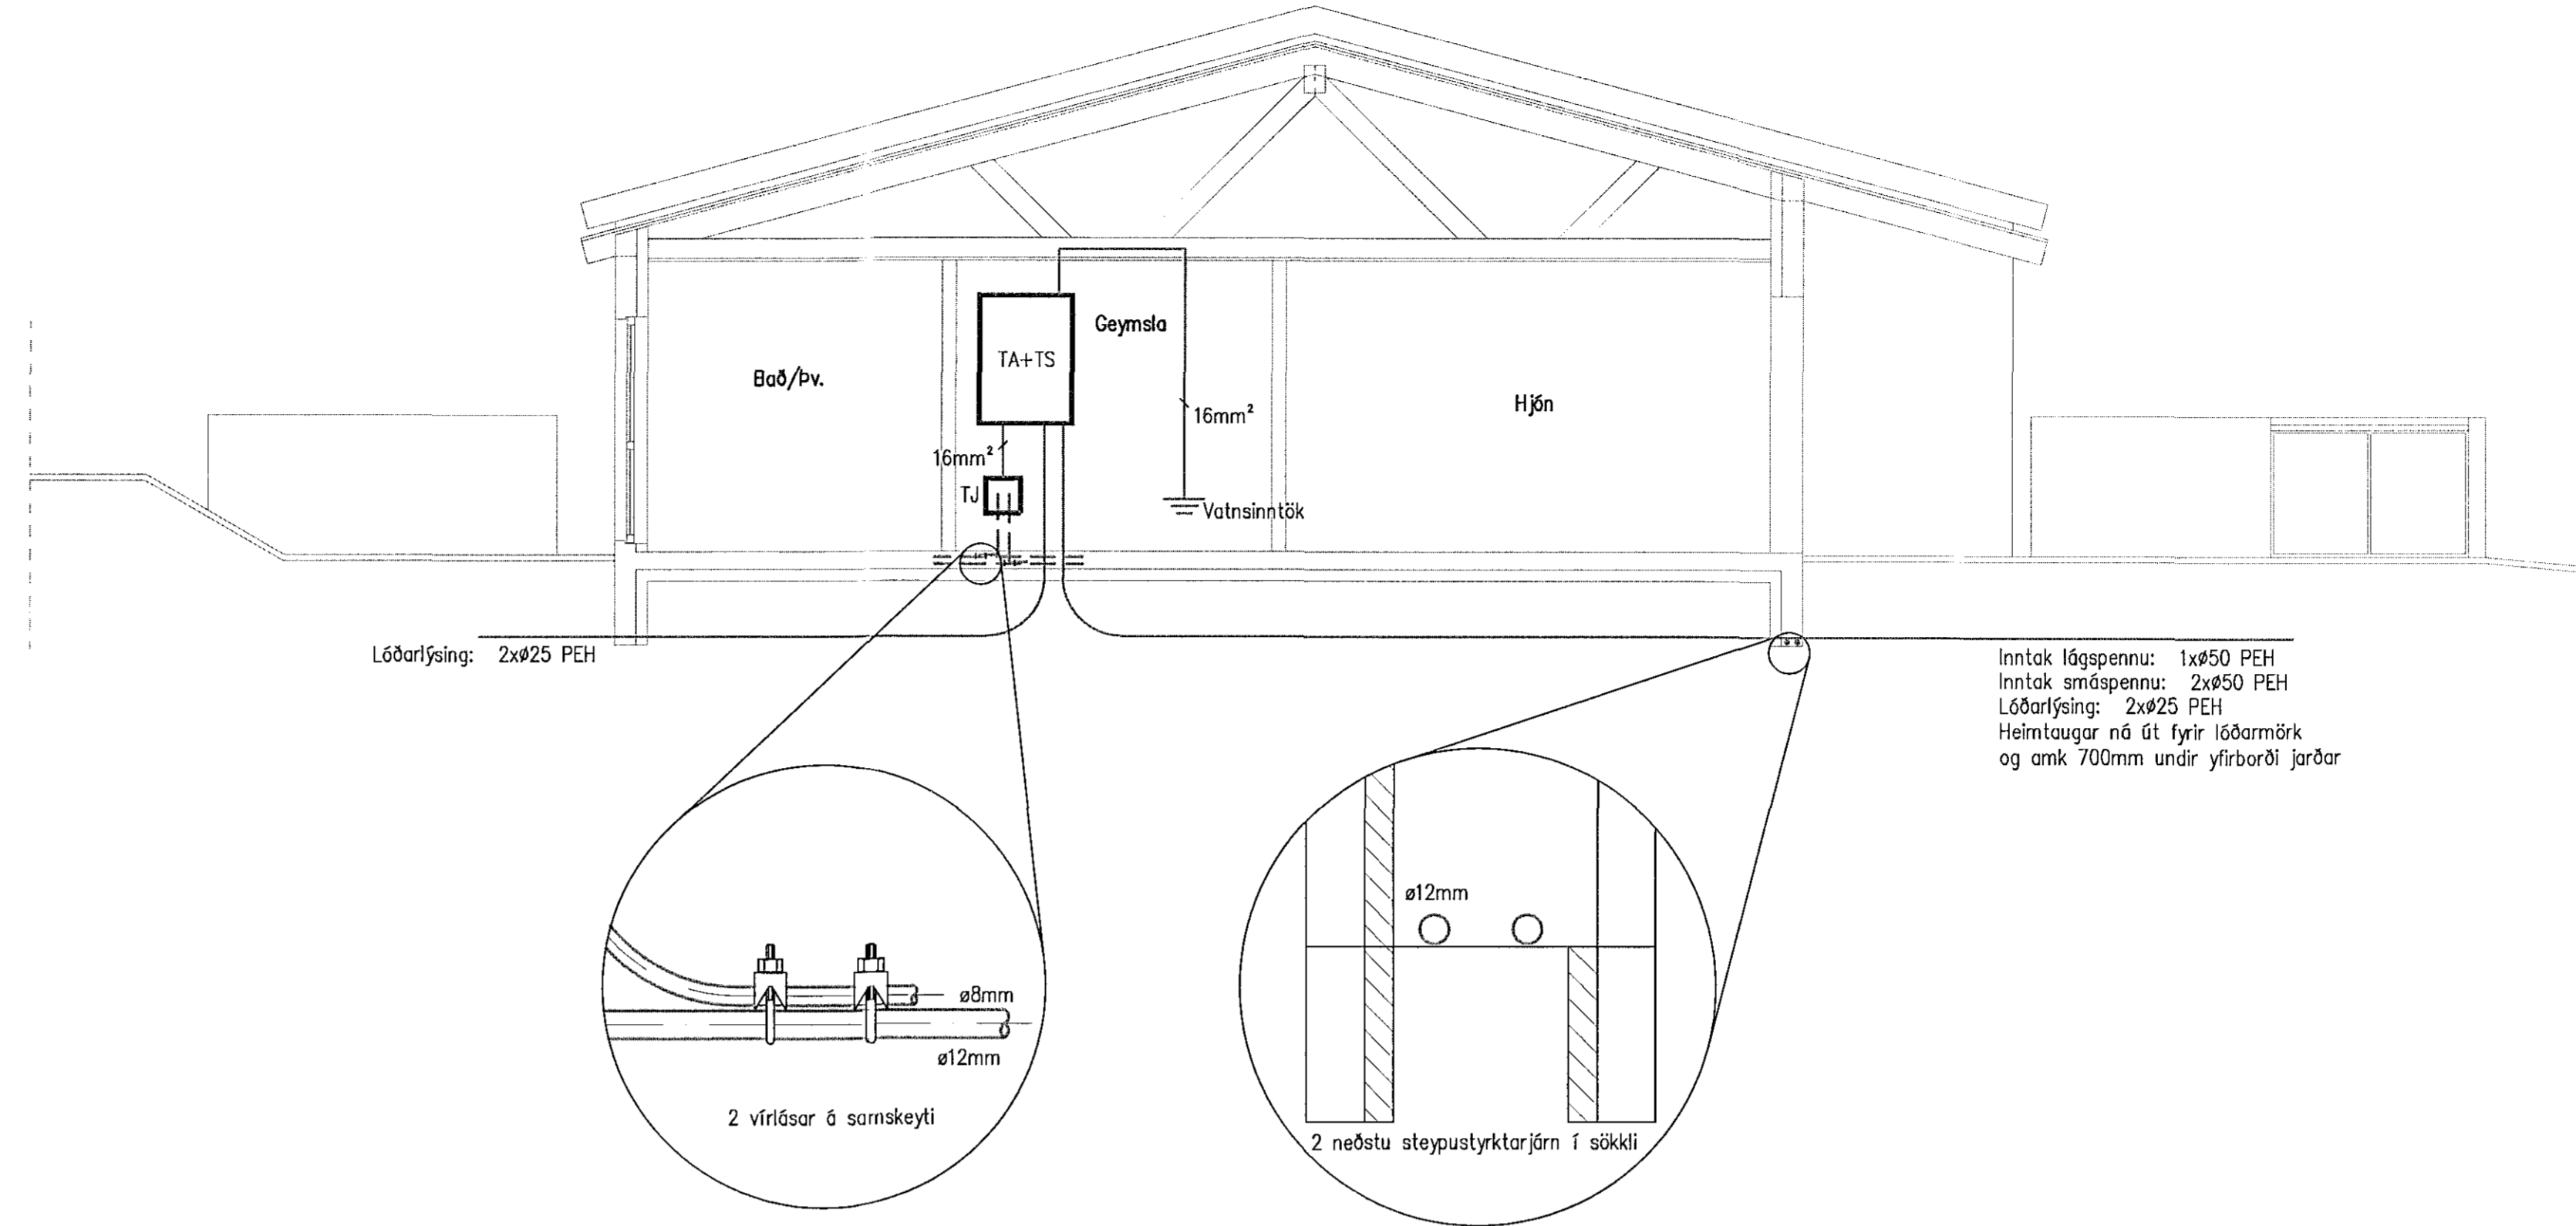 Geymsla
TA+TS
Bað/Þv.
Hjón
16mm²
16mm²
TJ
Vatnsinntök
Lóðarlýsing: 2xø25 PEH
Inntak lágspennu: 1xø50 PEH
Inntak smáspennu: 2xø50 PEH
Lóðarlýsing: 2xø25 PEH
Heimtaugar ná út fyrir lóðarmörk
og amk 700mm undir yfirborði jarðar
ø12mm
ø8mm
ø12mm
2 vírlásar á samskeyti
2 neðstu steypustyrktarjárn í sökkli